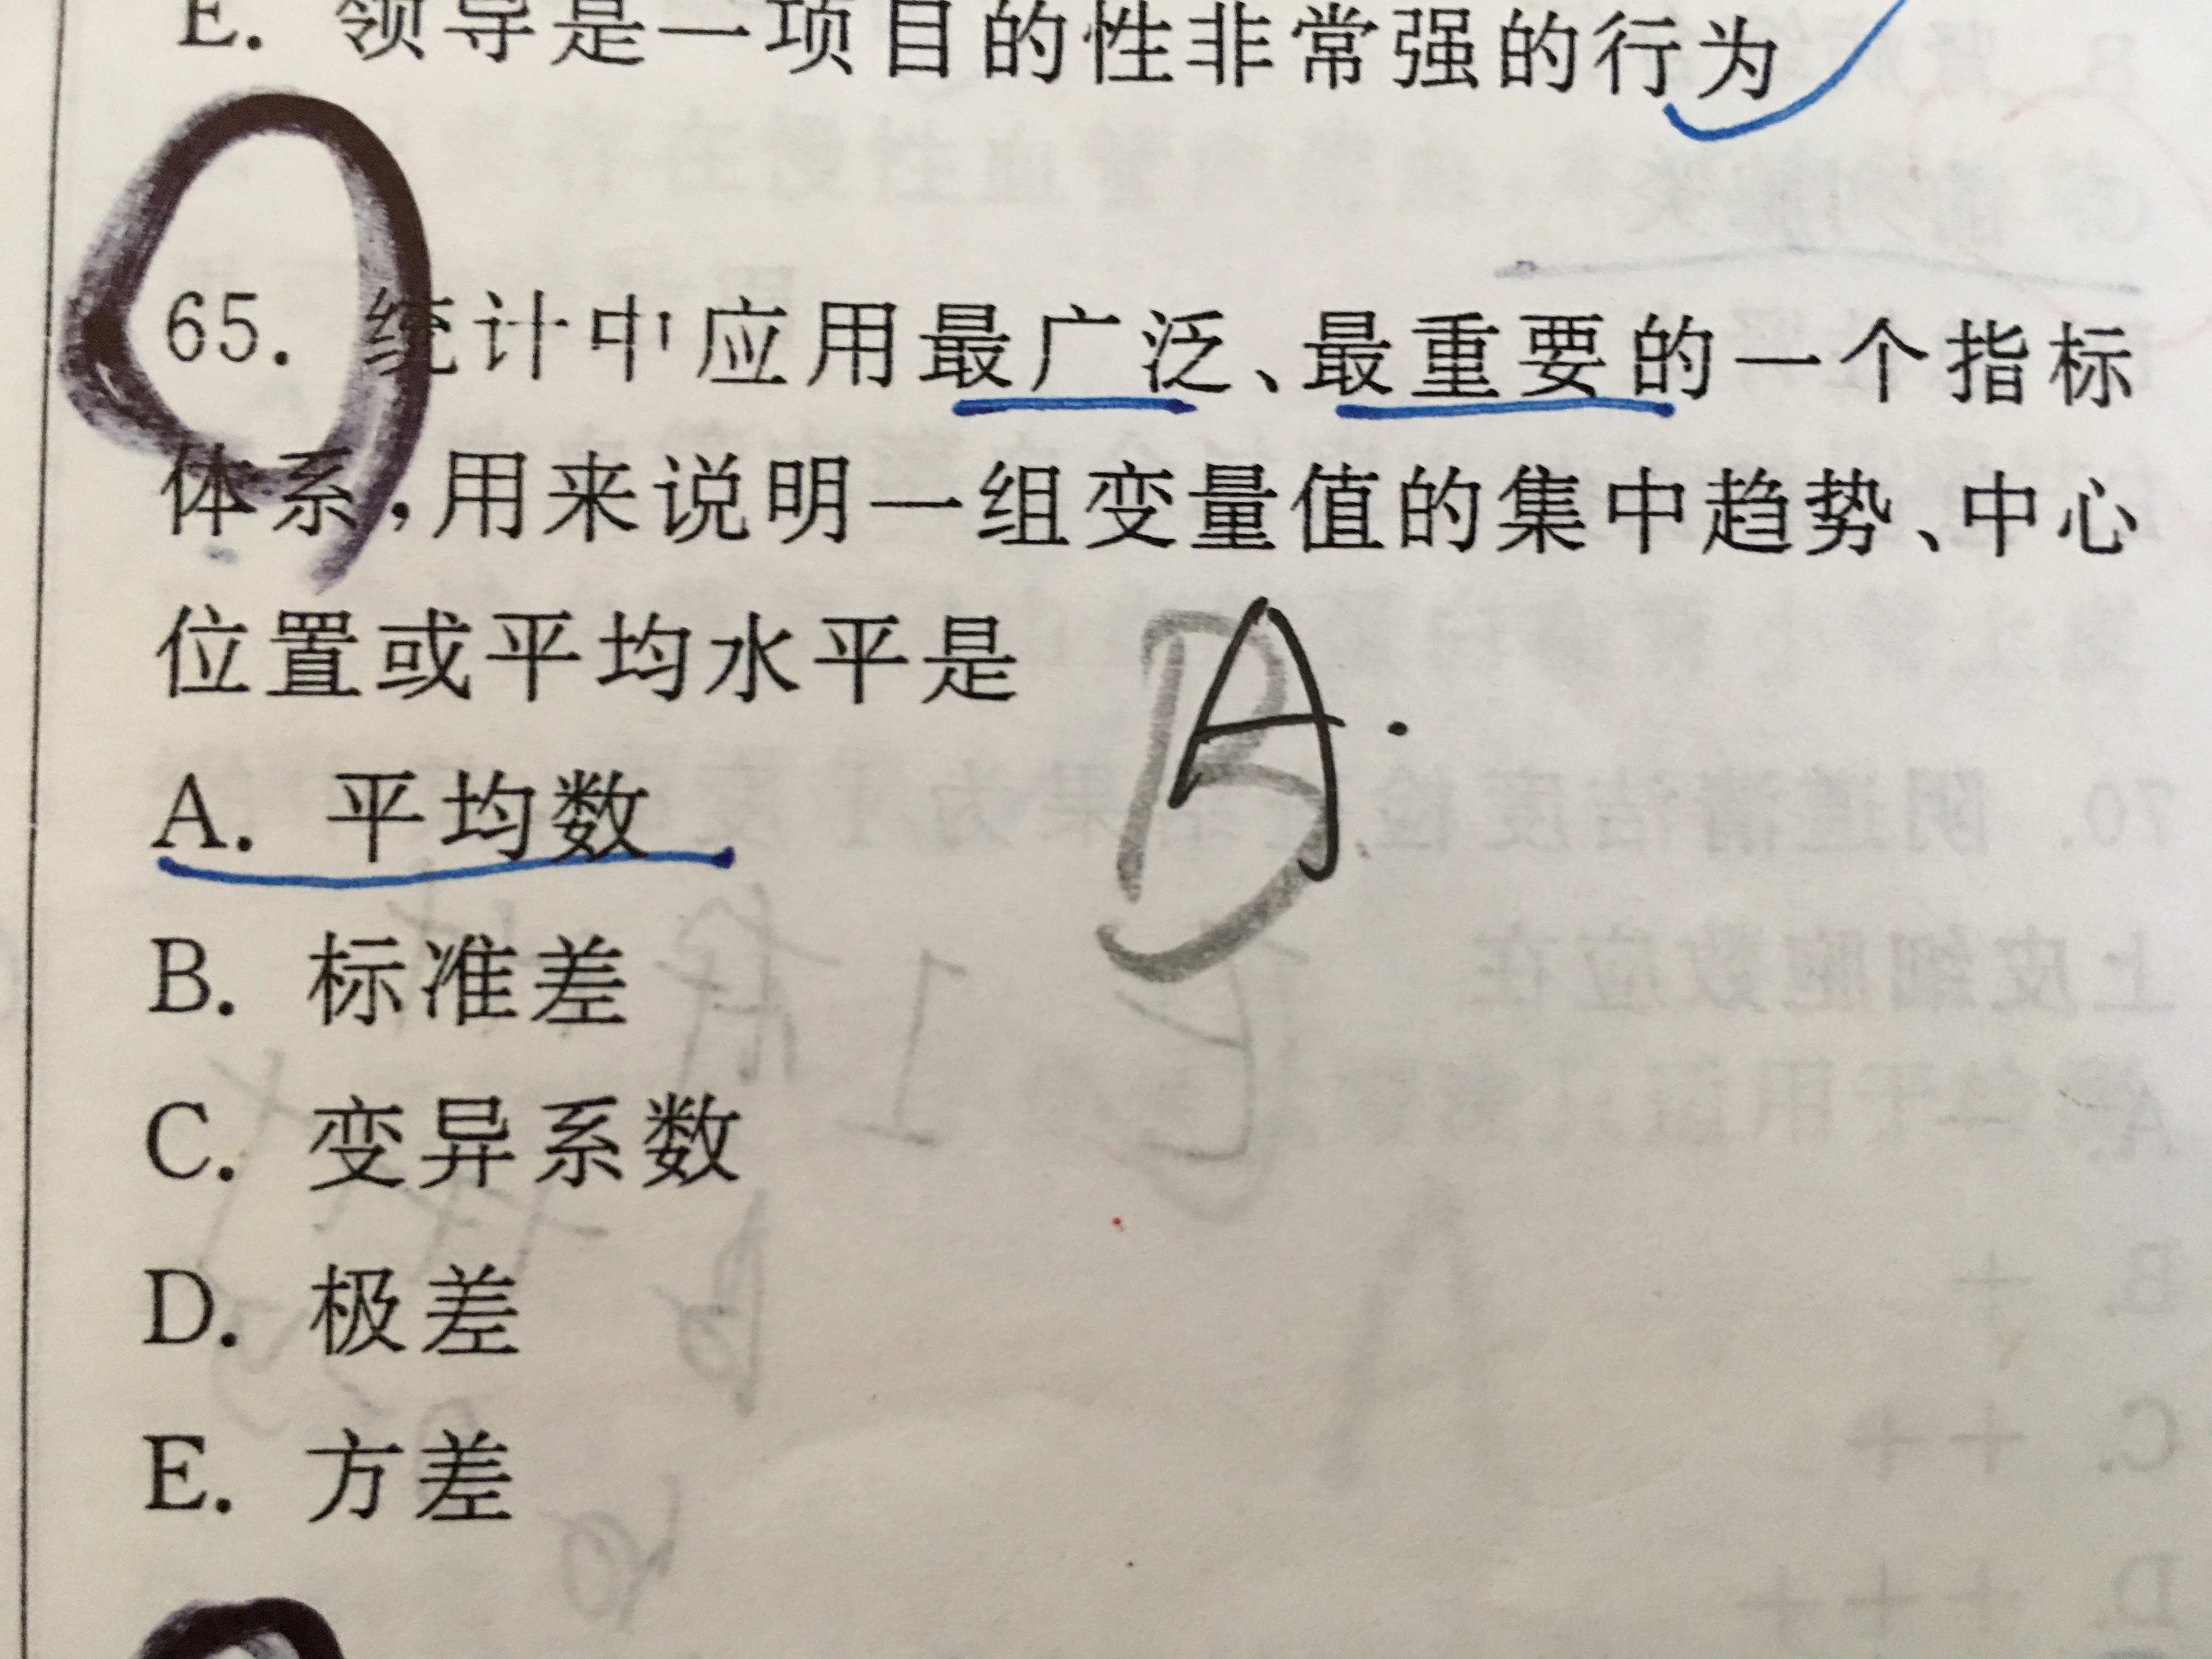 E. 领导是一项目的性非常强的行为
65. 统计中应用最广泛、最重要的一个指标
体系,用来说明一组变量值的集中趋势、中心
位置或平均水平是
A. 平均数
B. 标准差
C. 变异系数
D. 极差
E. 方差
A.